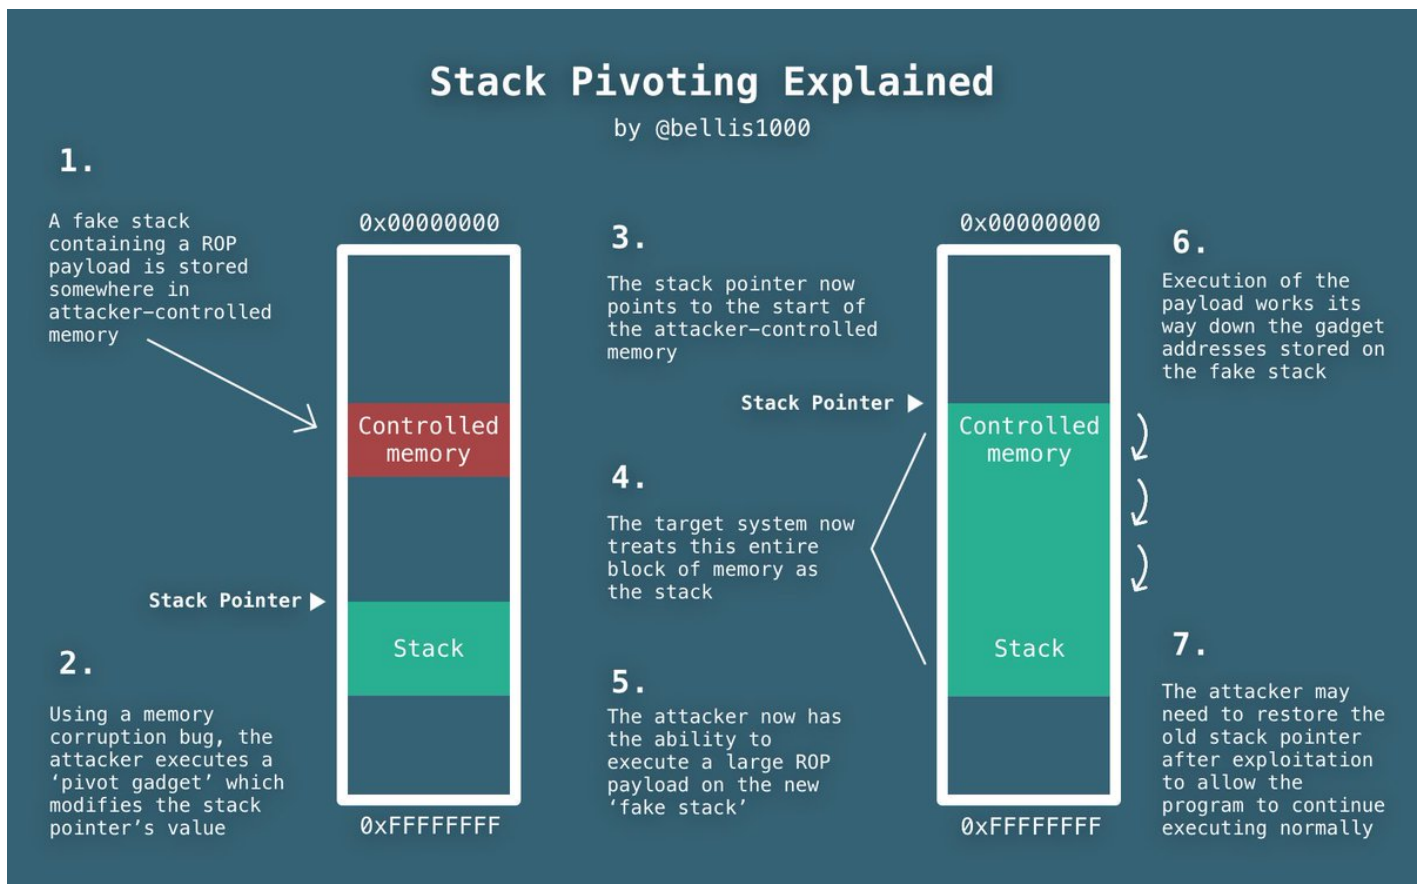 Stack Pivoting Explained
by @bellis1000
1.
A fake stack
containing a ROP
payload is stored
somewhere in
attacker-controlled
memory
0x00000000
Controlled
memory
Stack Pointer
Stack
0xFFFFFFFF
2.
Using a memory
corruption bug, the
attacker executes a
‘pivot gadget’ which
modifies the stack
pointer’s value
3.
The stack pointer now
points to the start of
the attacker-controlled
memory
Stack Pointer
4.
The target system now
treats this entire
block of memory as
the stack
5.
The attacker now has
the ability to
execute a large ROP
payload on the new
‘fake stack’
0x00000000
Controlled
memory
Stack
0xFFFFFFFF
6.
Execution of the
payload works its
way down the gadget
addresses stored on
the fake stack
7.
The attacker may
need to restore the
old stack pointer
after exploitation
to allow the
program to continue
executing normally